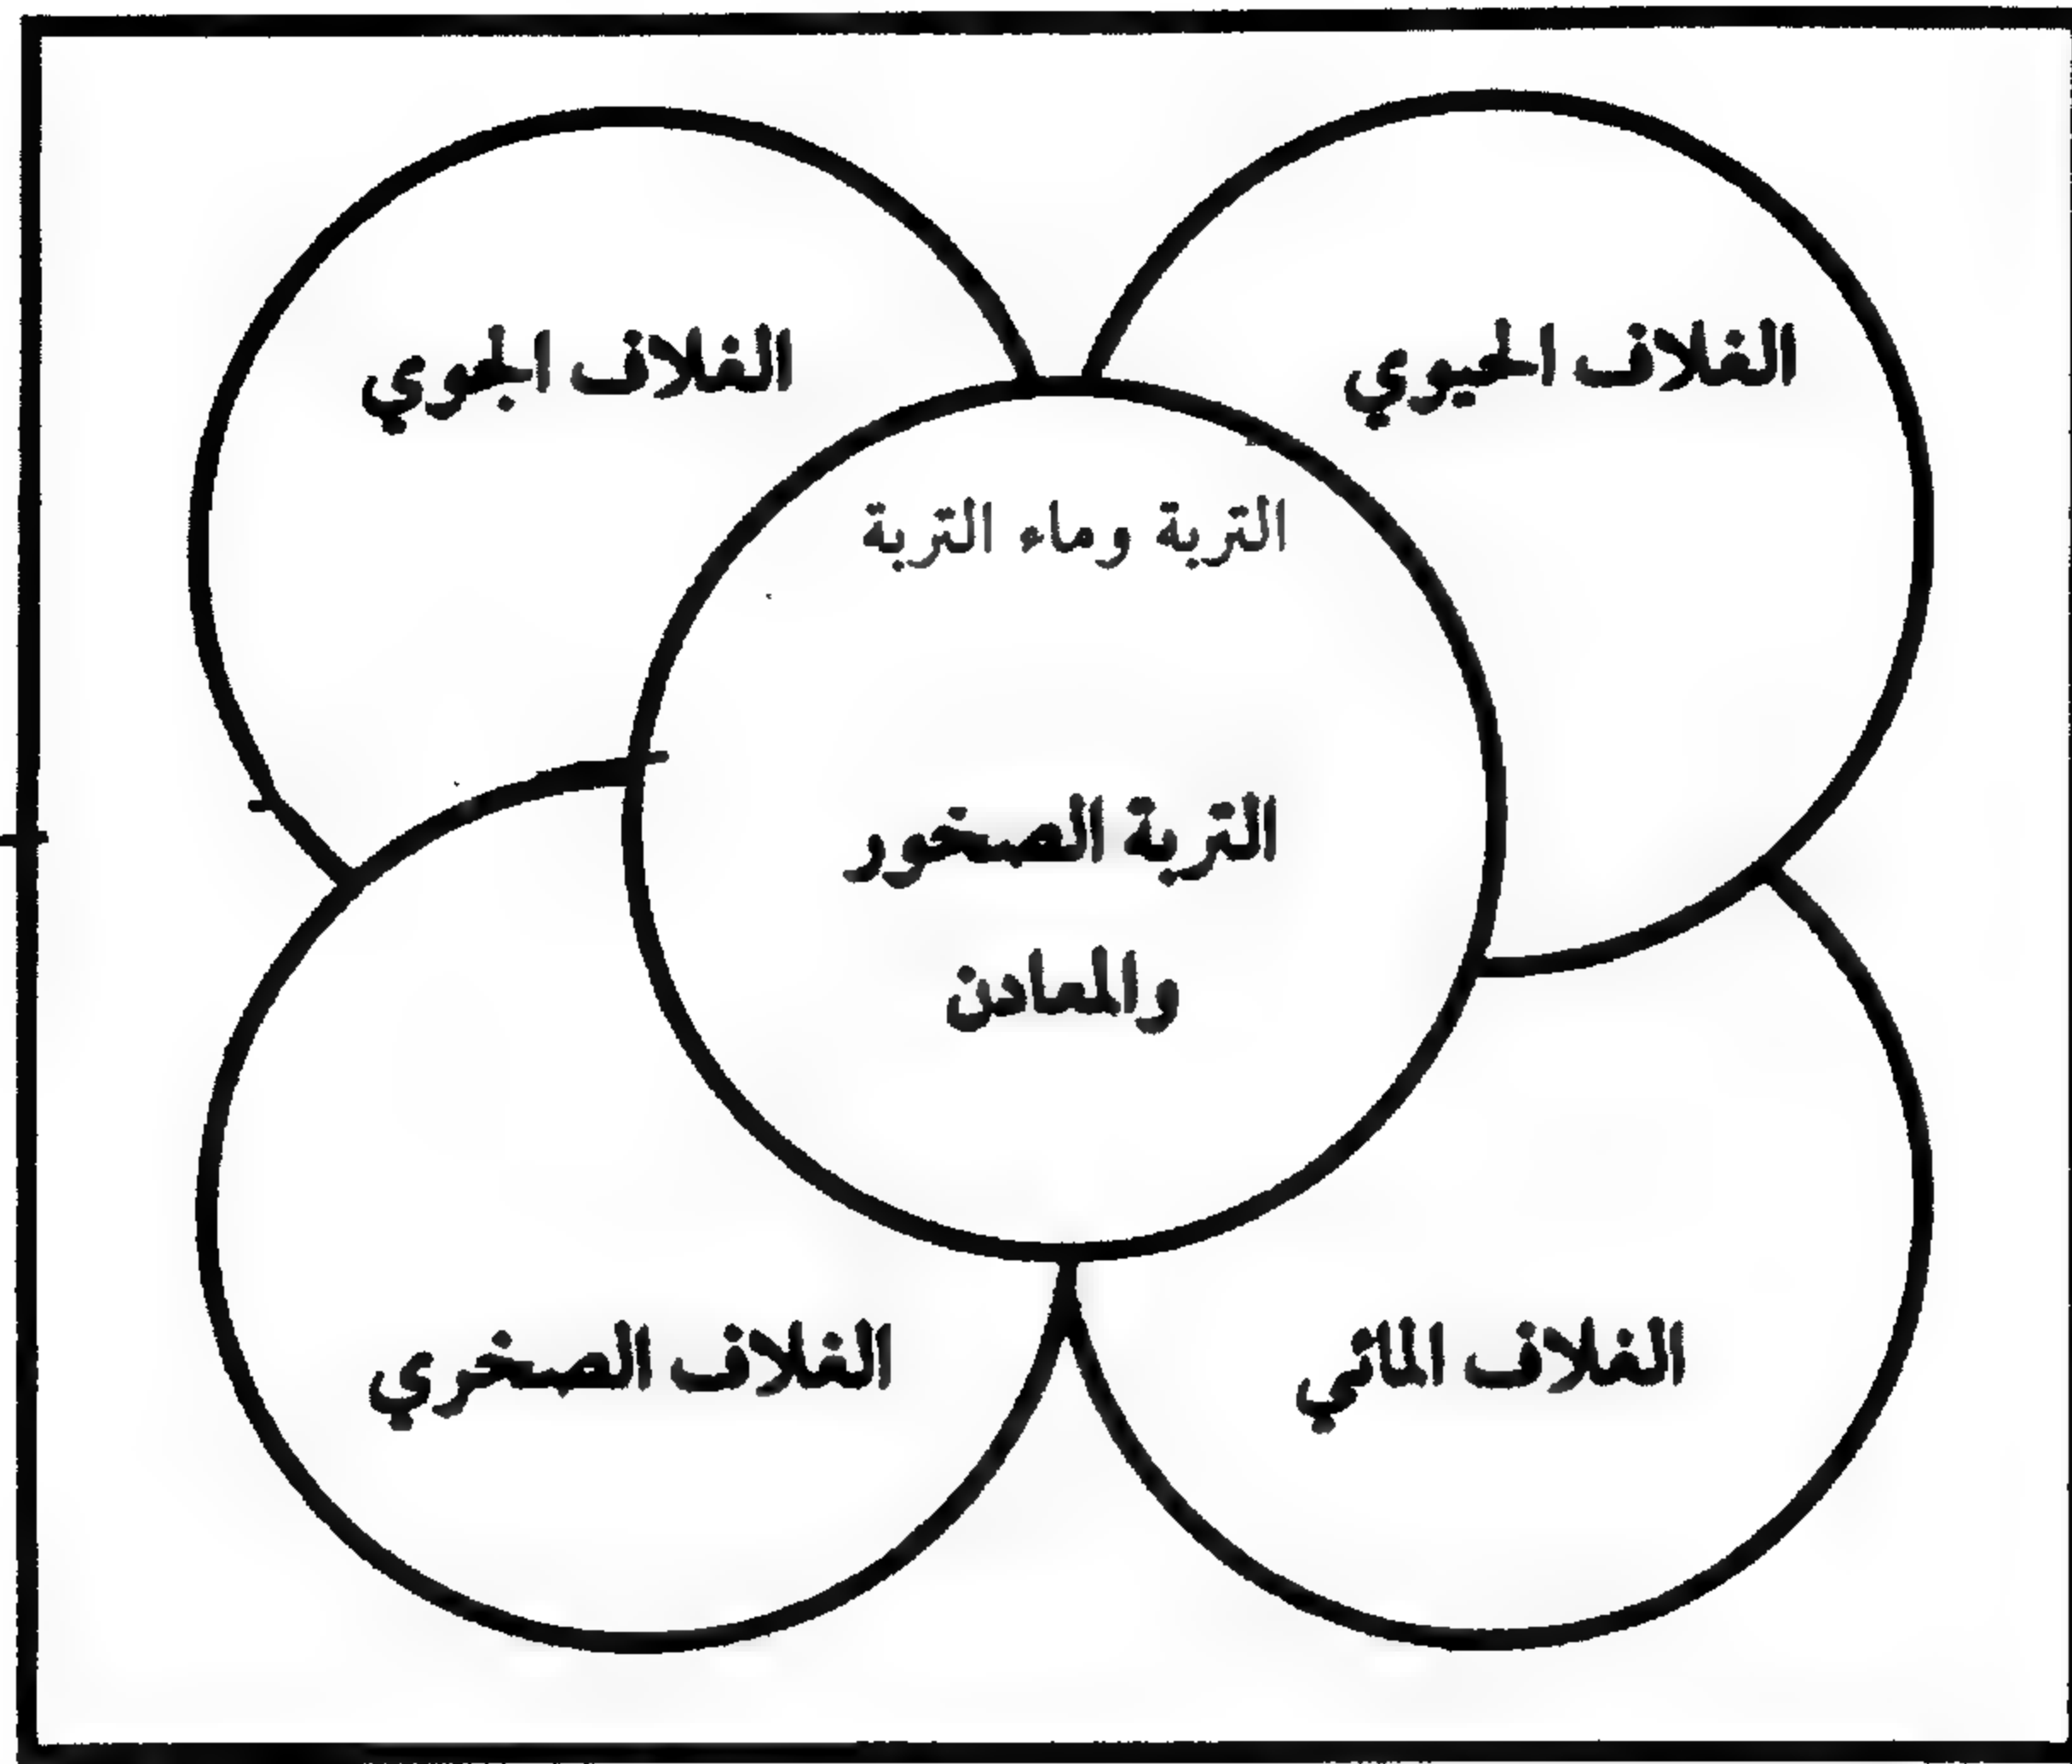 الغلاف الحيوي
الغلاف الجوي
التربة وماء التربة
التربة الصخور
والمعادن
الغلاف المائي
الغلاف الصخري